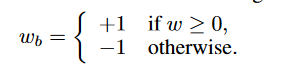 w_b = { +1 if w ≥ 0,
−1 otherwise.